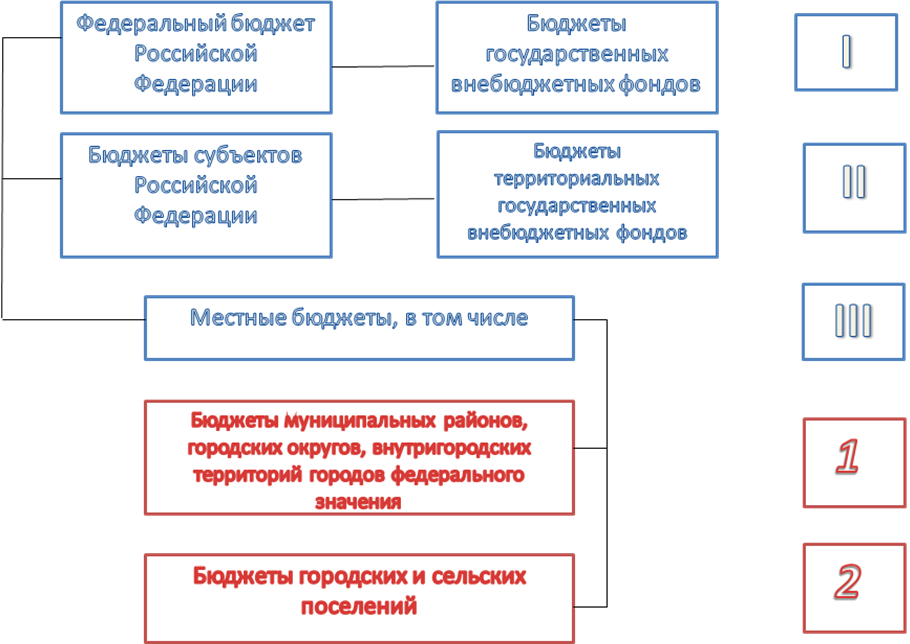 Федеральный бюджет
Российской
Федерации
Бюджеты
государственных
внебюджетных фондов
I
Бюджеты субъектов
Российской
Федерации
Бюджеты
территориальных
государственных
внебюджетных фондов
II
Местные бюджеты, в том числе
III
Бюджеты муниципальных районов,
городских округов, внутригородских
территорий городов федерального
значения
1
Бюджеты городских и сельских
поселений
2